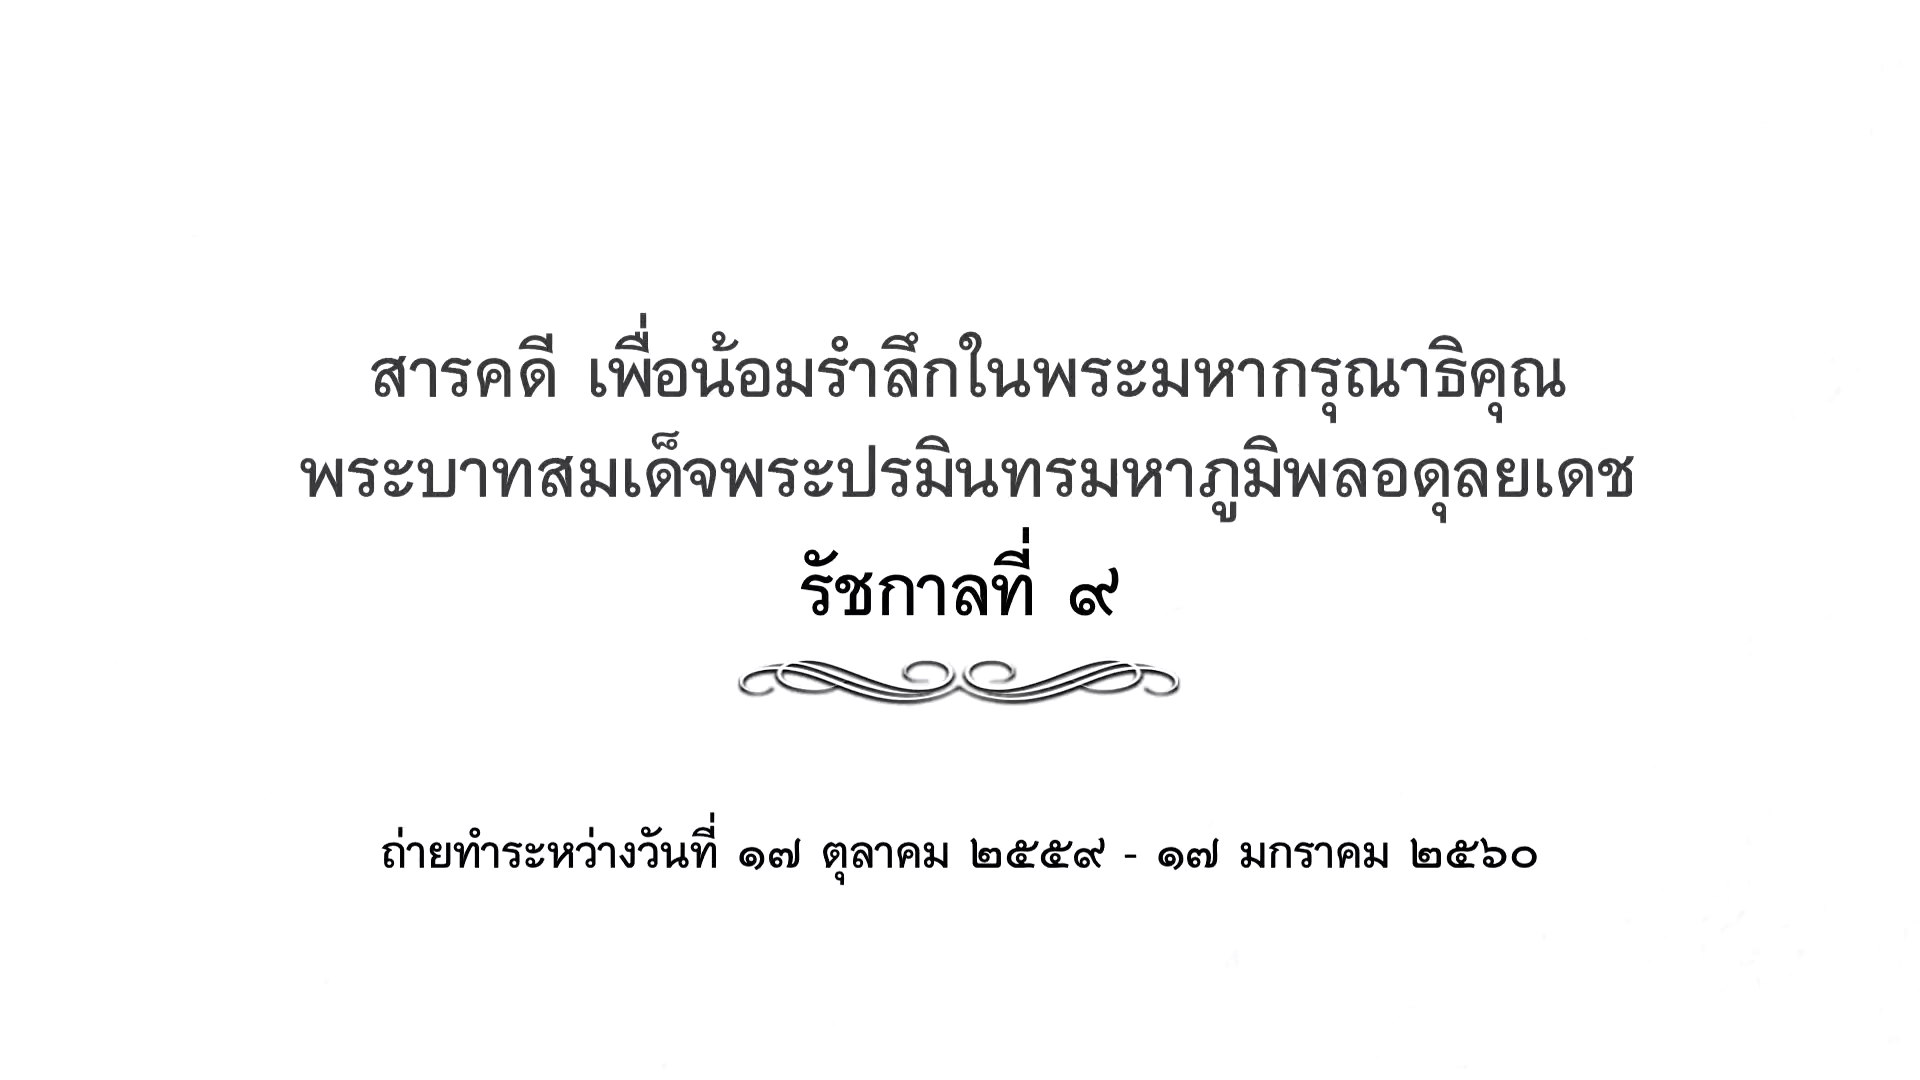 สารคดี เพื่อน้อมรำลึกในพระมหากรุณาธิคุณ
พระบาทสมเด็จพระปรมินทรมหาภูมิพลอดุลยเดช
รัชกาลที่ ๙
ถ่ายทำระหว่างวันที่ ๑๗ ตุลาคม ๒๕๕๙ - ๑๗ มกราคม ๒๕๖๐